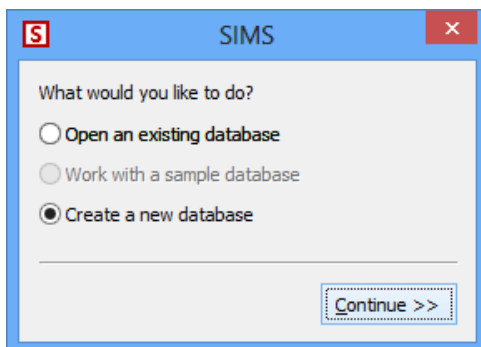 S SIMS
What would you like to do?
Open an existing database
Work with a sample database
Create a new database
Continue >>